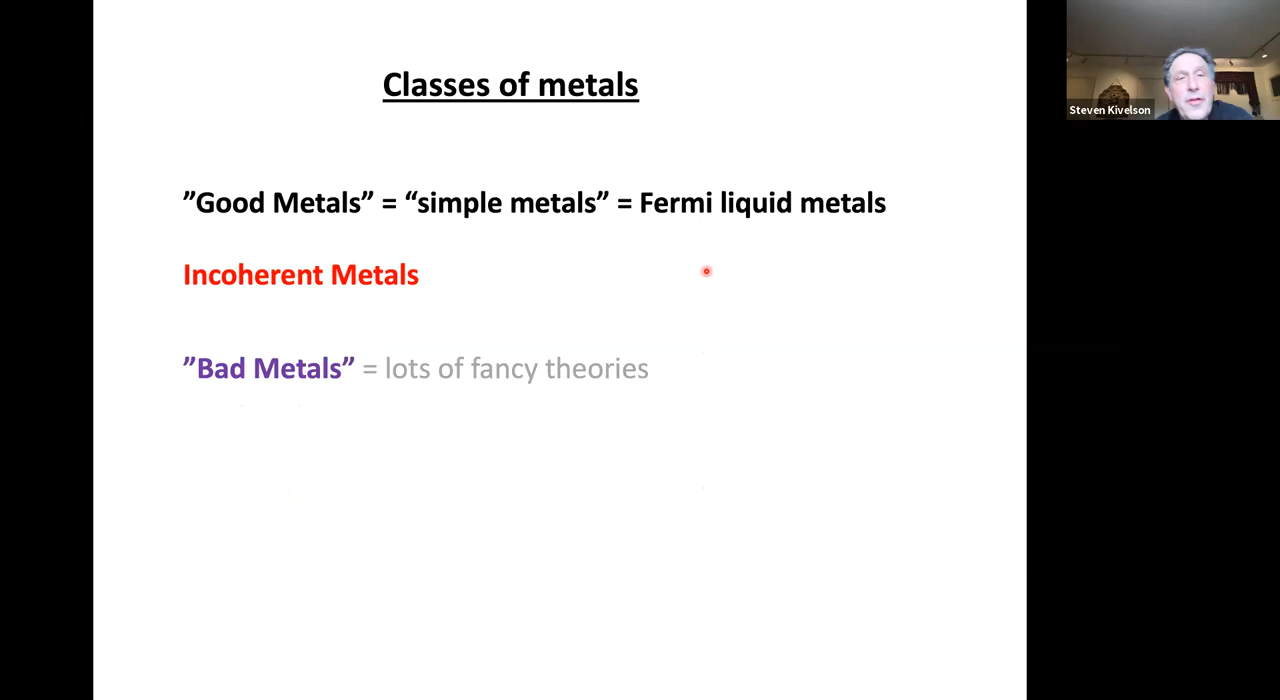 Classes of metals
Steven Kivelson
”Good Metals” = “simple metals” = Fermi liquid metals
Incoherent Metals
”Bad Metals” = lots of fancy theories